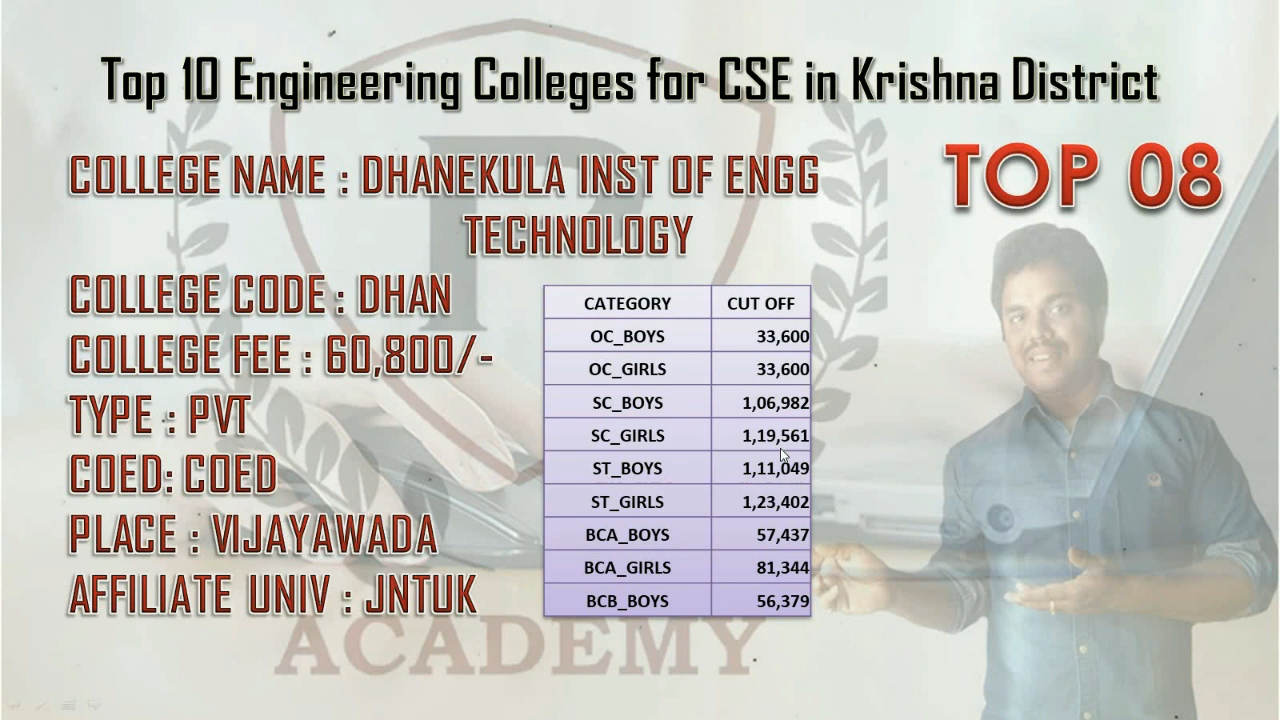 Top 10 Engineering Colleges for CSE in Krishna District
TOP 08
COLLEGE NAME : DHANEKULA INST OF ENGG
TECHNOLOGY
COLLEGE CODE : DHAN
COLLEGE FEE : 60,800/-
TYPE : PVT
COED: COED
PLACE : VIJAYAWADA
AFFILIATE UNIV : JNTUK
CATEGORY CUT OFF
OC_BOYS 33,600
OC_GIRLS 33,600
SC_BOYS 1,06,982
SC_GIRLS 1,19,561
ST_BOYS 1,11,049
ST_GIRLS 1,23,402
BCA_BOYS 57,437
BCA_GIRLS 81,344
BCB_BOYS 56,379
P
ACADEMY